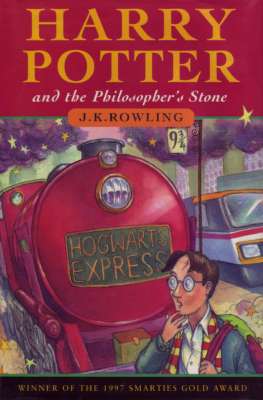 HARRY
POTTER
and the Philosopher's Stone
J.K.ROWLING
9¾
HOGWARTS
EXPRESS
WINNER OF THE 1997 SMARTIES GOLD AWARD